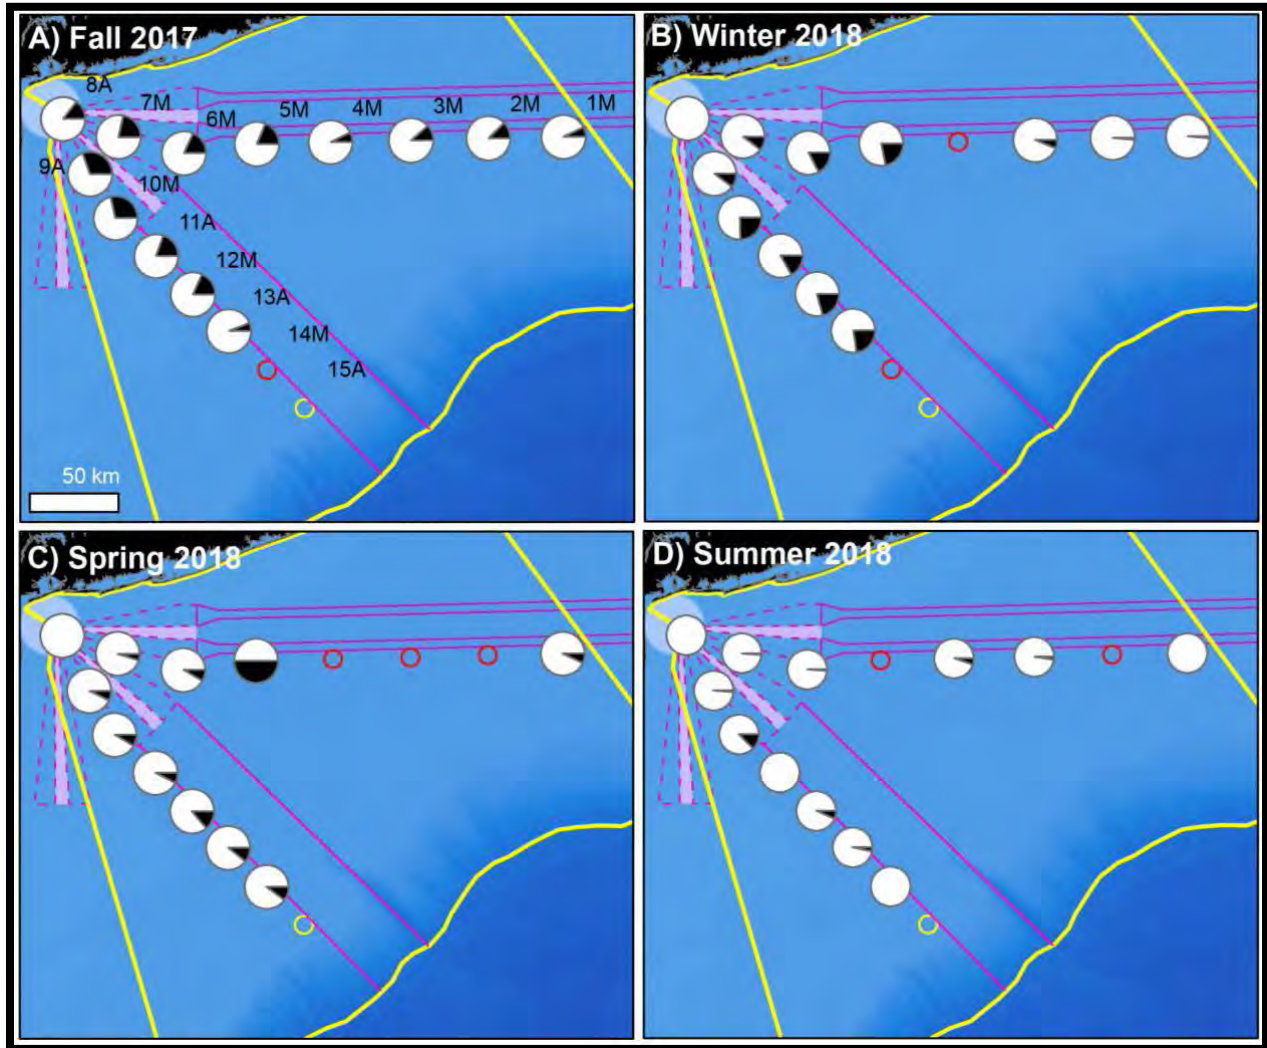 A) Fall 2017
8A
7M
6M
5M
4M
3M
2M
1M
9A
10M
11A
12M
13A
14M
15A
50 km
B) Winter 2018
C) Spring 2018
D) Summer 2018